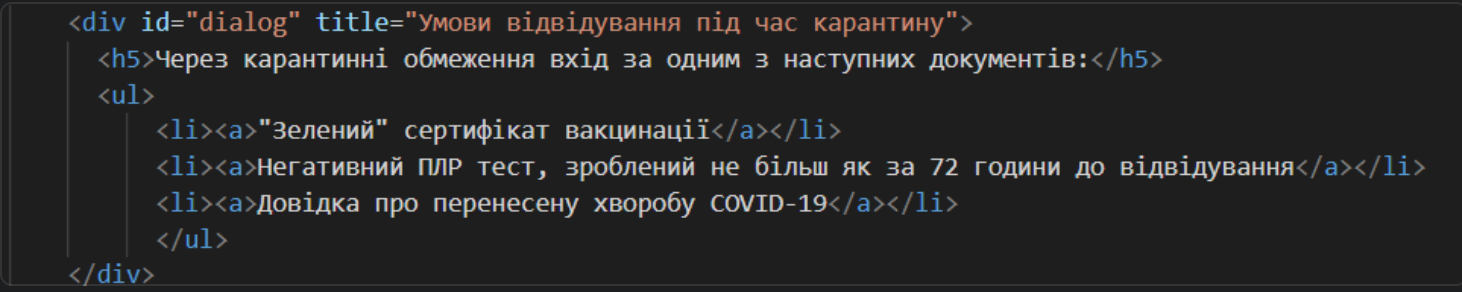 <div id="dialog" title="Умови відвідування під час карантину">
<h5>Через карантинні обмеження вхід за одним з наступних документів:</h5>
<ul>
<li><a>"Зелений" сертифікат вакцинації</a></li>
<li><a>Негативний ПЛР тест, зроблений не більш як за 72 години до відвідування</a></li>
<li><a>Довідка про перенесену хворобу COVID-19</a></li>
</ul>
</div>